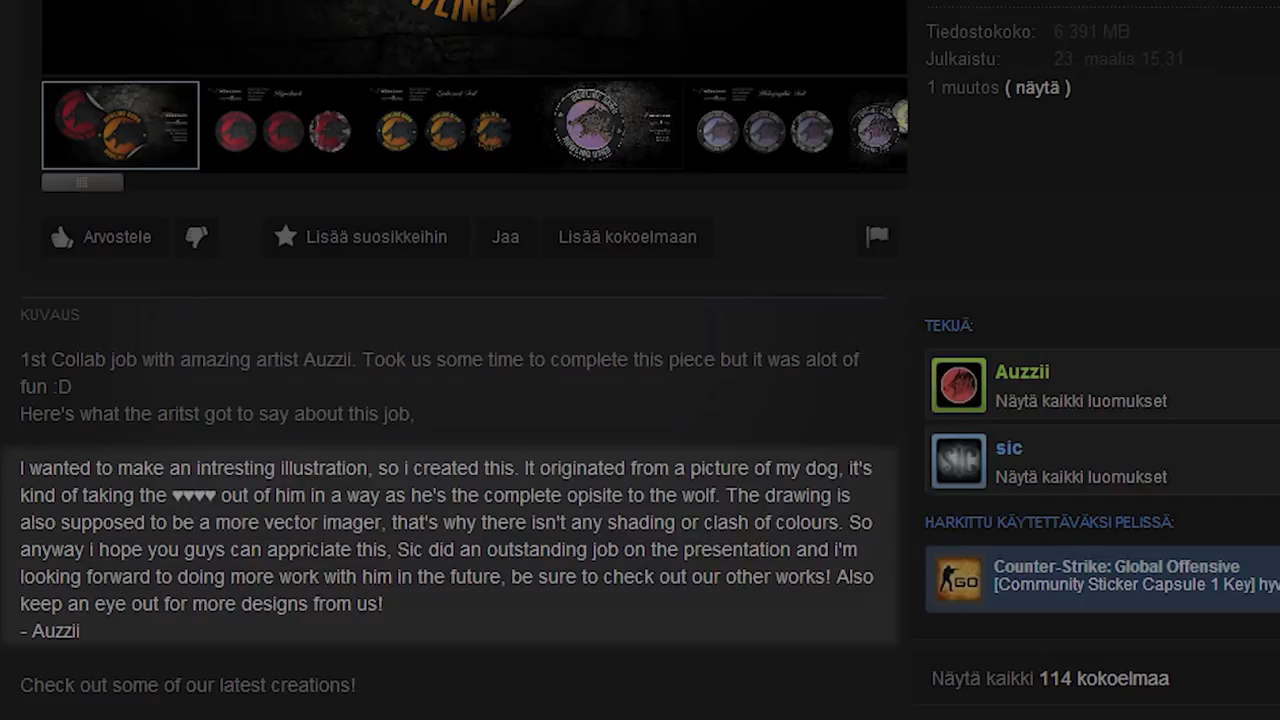 WLING
Tiedostokoko: 6.391 MB
Julkaistu: 23. maalis 15.31
1 muutos ( näytä )
Arvostele
Lisää suosikkeihin
Jaa
Lisää kokoelmaan
KUVAUS
1st Collab job with amazing artist Auzzii. Took us some time to complete this piece but it was alot of
fun :D
Here's what the aritst got to say about this job,
I wanted to make an intresting illustration, so i created this. It originated from a picture of my dog, it's
kind of taking the ♥♥♥♥ out of him in a way as he's the complete opisite to the wolf. The drawing is
also supposed to be a more vector imager, that's why there isn't any shading or clash of colours. So
anyway i hope you guys can appriciate this, Sic did an outstanding job on the presentation and i'm
looking forward to doing more work with him in the future, be sure to check out our other works! Also
keep an eye out for more designs from us!
- Auzzii
Check out some of our latest creations!
TEKIJÄ:
Auzzii
Näytä kaikki luomukset
SiC
sic
Näytä kaikki luomukset
HARKITTU KÄYTETTÄVÄKSI PELISSÄ:
GO
Counter-Strike: Global Offensive
[Community Sticker Capsule 1 Key] hyv
Näytä kaikki 114 kokoelmaa